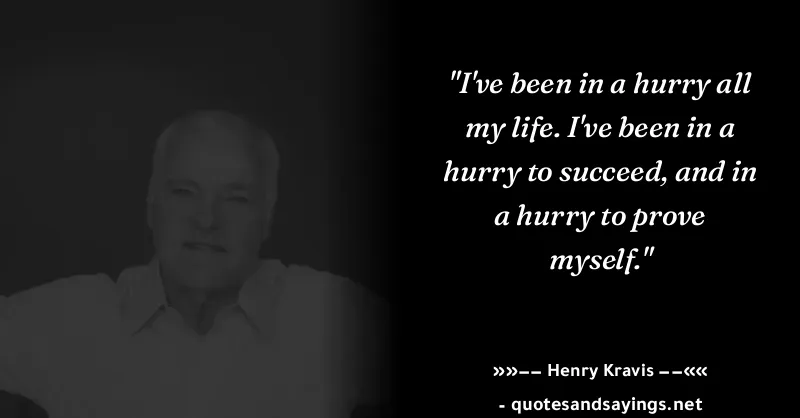 "I've been in a hurry all
my life. I've been in a
hurry to succeed, and in
a hurry to prove
myself."
»»−− Henry Kravis −−««
- quotesandsayings.net